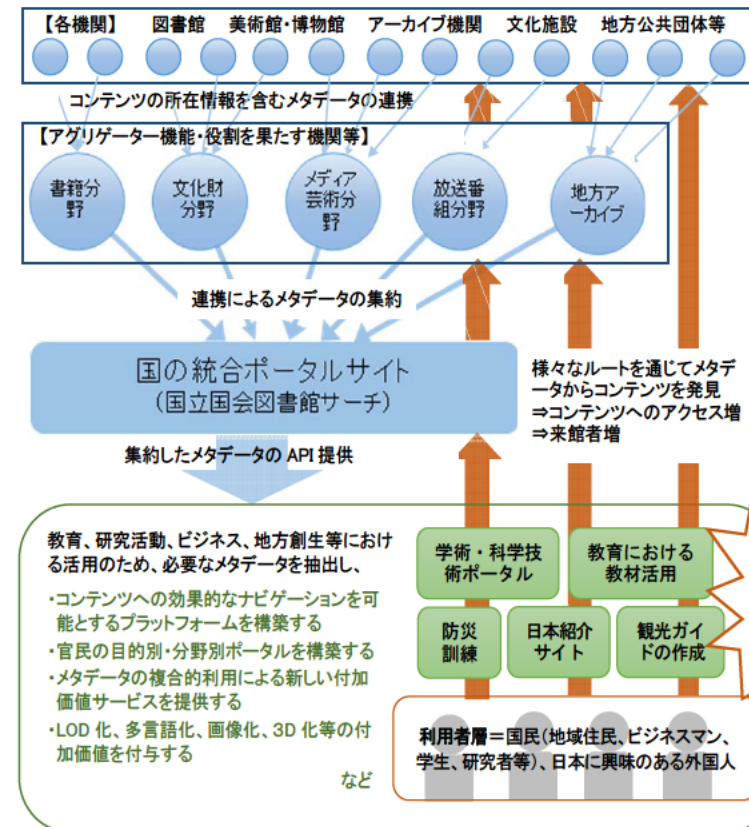 【各機関】 図書館 美術館・博物館 アーカイブ機関 文化施設 地方公共団体等
コンテンツの所在情報を含むメタデータの連携
【アグリゲーター機能・役割を果たす機関等】
書籍分
野
文化財
分野
メディア
芸術分
野
放送番
組分野
地方ア
ーカイブ
連携によるメタデータの集約
国の統合ポータルサイト
（国立国会図書館サーチ）
様々なルートを通じてメタデ
ータからコンテンツを発見
⇒コンテンツへのアクセス増
⇒来館者増
集約したメタデータの API 提供
教育、研究活動、ビジネス、地方創生等におけ
る活用のため、必要なメタデータを抽出し、
・コンテンツへの効果的なナビゲーションを可
能とするプラットフォームを構築する
・官民の目的別・分野別ポータルを構築する
・メタデータの複合的利用による新しい付加
価値サービスを提供する
・LOD 化、多言語化、画像化、3D 化等の付
加価値を付与する
など
学術・科学技
術ポータル
教育における
教材活用
防災
訓練
日本紹介
サイト
観光ガイ
ドの作成
利用者層＝国民（地域住民、ビジネスマン、
学生、研究者等）、日本に興味のある外国人